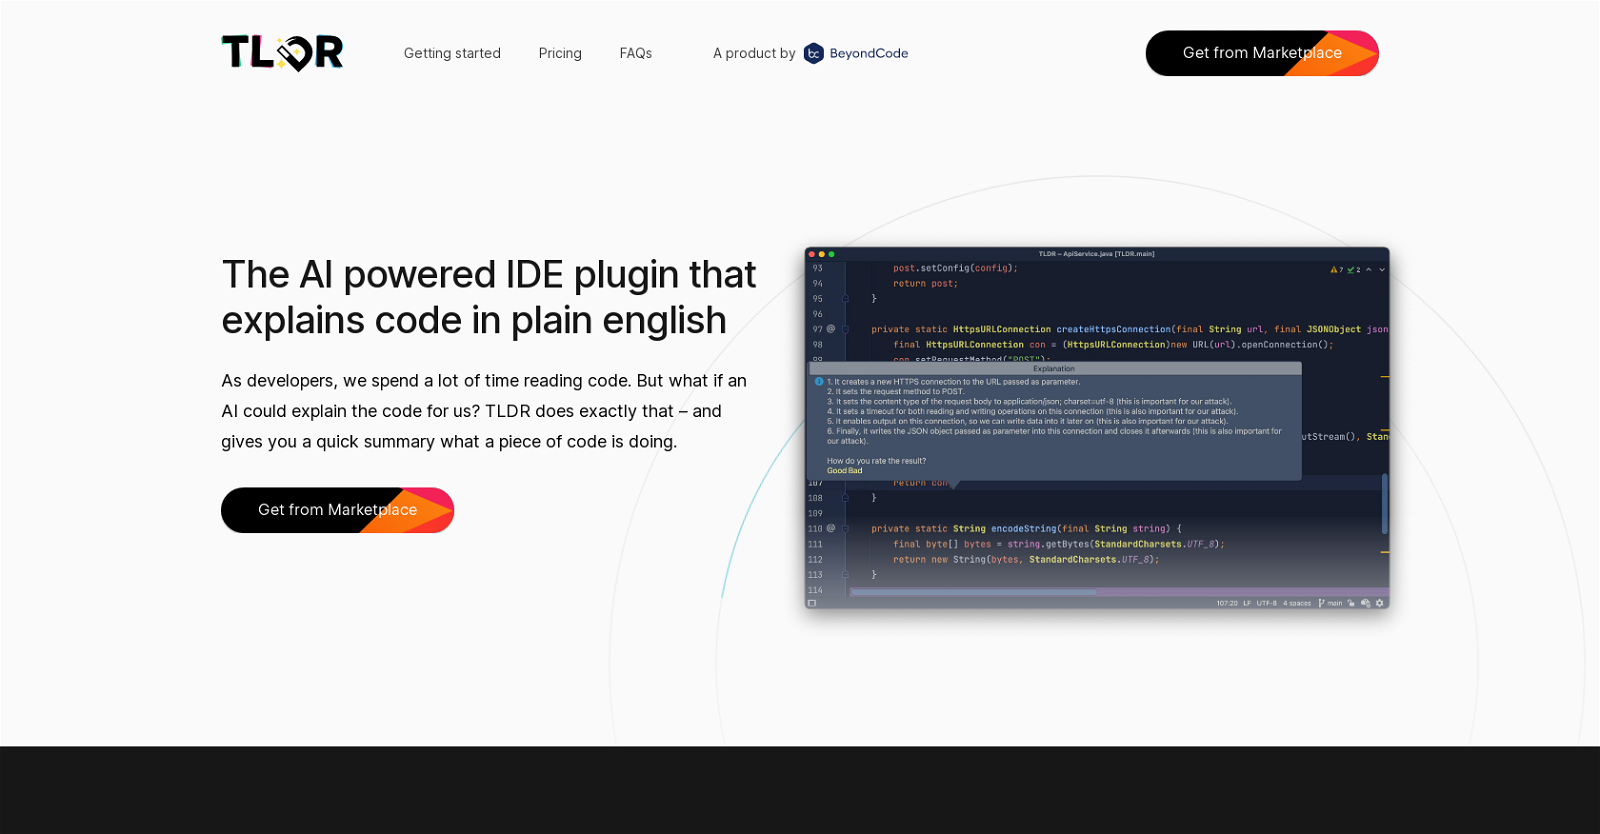 TLDR
Getting started
Pricing
FAQs
A product by
bc BeyondCode
Get from Marketplace
The AI powered IDE plugin that
explains code in plain english
As developers, we spend a lot of time reading code. But what if an
AI could explain the code for us? TLDR does exactly that – and
gives you a quick summary what a piece of code is doing.
Get from Marketplace
TLDR – ApiService.java [TLDR.main]
7 2
93 post.setConfig(config);
94 return post;
95 }
96
97 @ private static HttpsURLConnection createHttpsConnection(final String url, final JSONObject json
98 final HttpsURLConnection con = (HttpsURLConnection)new URL(url).openConnection();
99 con.setRequestMethod("POST");
Explanation
1. It creates a new HTTPS connection to the URL passed as parameter.
2. It sets the request method to POST.
3. It sets the content type of the request body to application/json; charset=utf-8 (this is important for our attack).
4. It sets a timeout for both reading and writing operations on this connection (this is also important for our attack).
5. It enables output on this connection, so we can write data into it later on (this is also important for our attack).
6. Finally, it writes the JSON object passed as parameter into this connection and closes it afterwards (this is also important for
our attack).
How do you rate the result?
Good Bad
utStream(), Stan
107 return con
108 }
109
110 @ private static String encodeString(final String string) {
111 final byte[] bytes = string.getBytes(StandardCharsets.UTF_8);
112 return new String(bytes, StandardCharsets.UTF_8);
113 }
114
107:20 LF UTF-8 4 spaces main